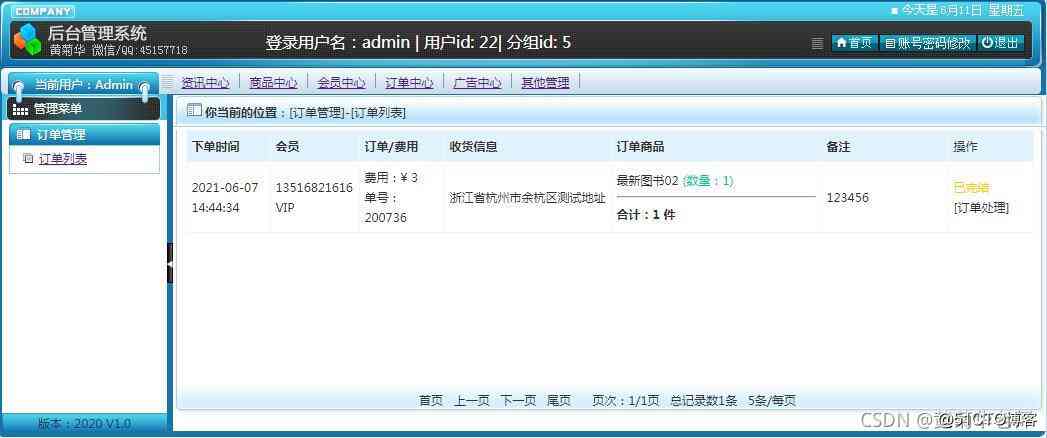 COMPANY
■ 今天是 8月11日 星期五
后台管理系统
黄菊华 微信/QQ:45157718
登录用户名：admin | 用户id: 22| 分组id: 5
首页 账号密码修改 退出
当前用户：Admin
资讯中心 商品中心 会员中心 订单中心 广告中心 其他管理
管理菜单
你当前的位置：[订单管理]-[订单列表]
订单管理
订单列表
下单时间 会员 订单/费用 收货信息 订单商品 备注 操作
2021-06-07
14:44:34
13516821616
VIP
费用：¥ 3
单号：
200736
浙江省杭州市余杭区测试地址
最新图书02 (数量：1)
合计：1 件
123456
已完结
[订单处理]
首页 上一页 下一页 尾页 页次：1/1页 总记录数1条 5条/每页
版本：2020 V1.0
CSDN
@51CTO博客